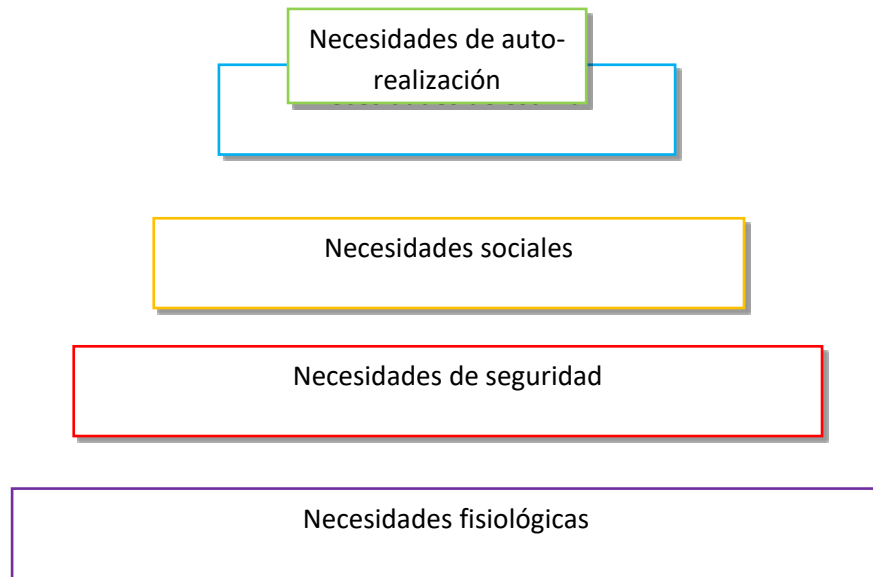 Necesidades de auto-
realización
Necesidades sociales
Necesidades de seguridad
Necesidades fisiológicas